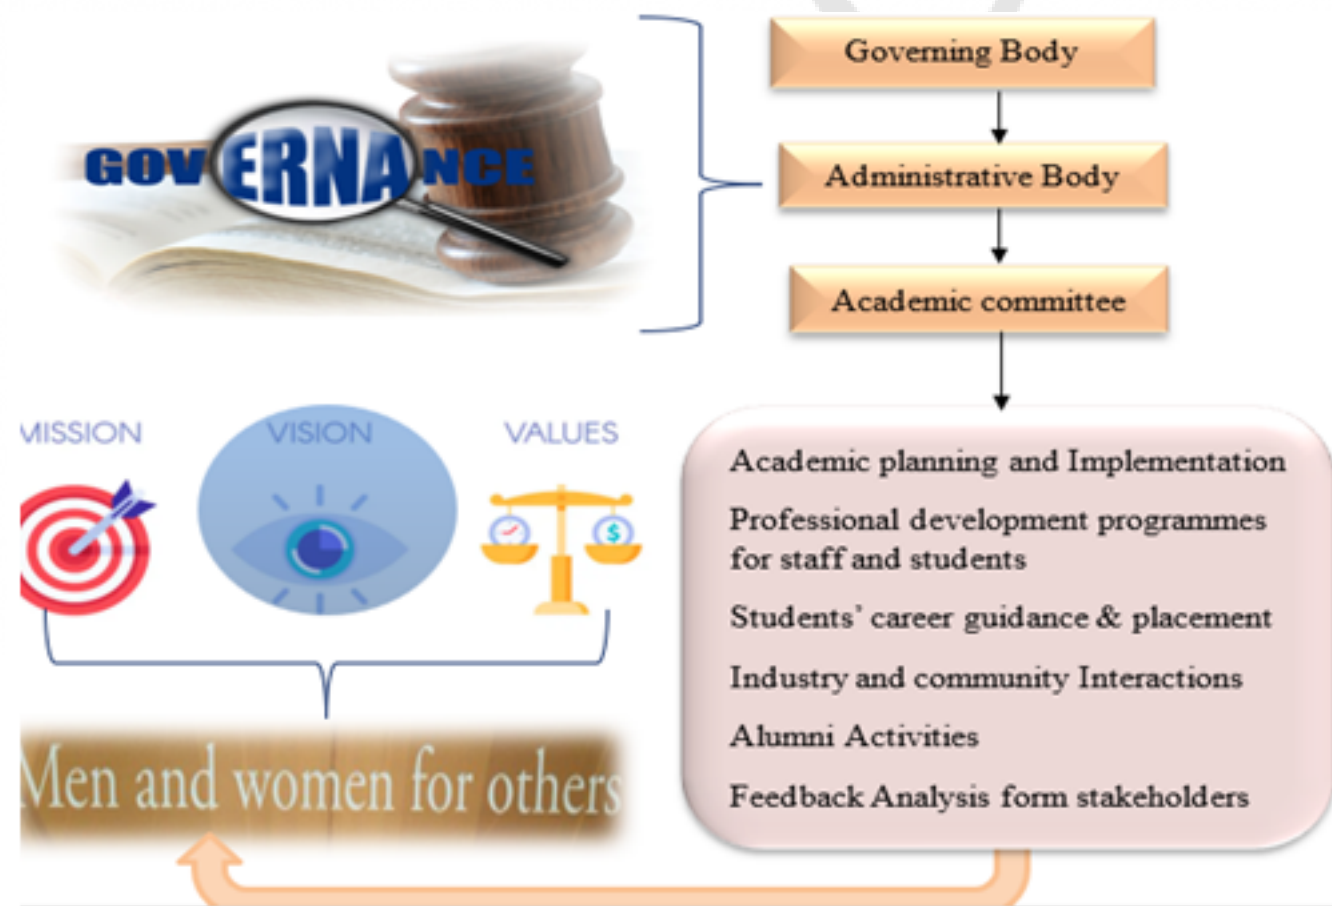 GOVERNANCE
Governing Body
Administrative Body
Academic committee
MISSION
VISION
VALUES
Men and women for others
Academic planning and Implementation
Professional development programmes
for staff and students
Students’ career guidance & placement
Industry and community Interactions
Alumni Activities
Feedback Analysis form stakeholders